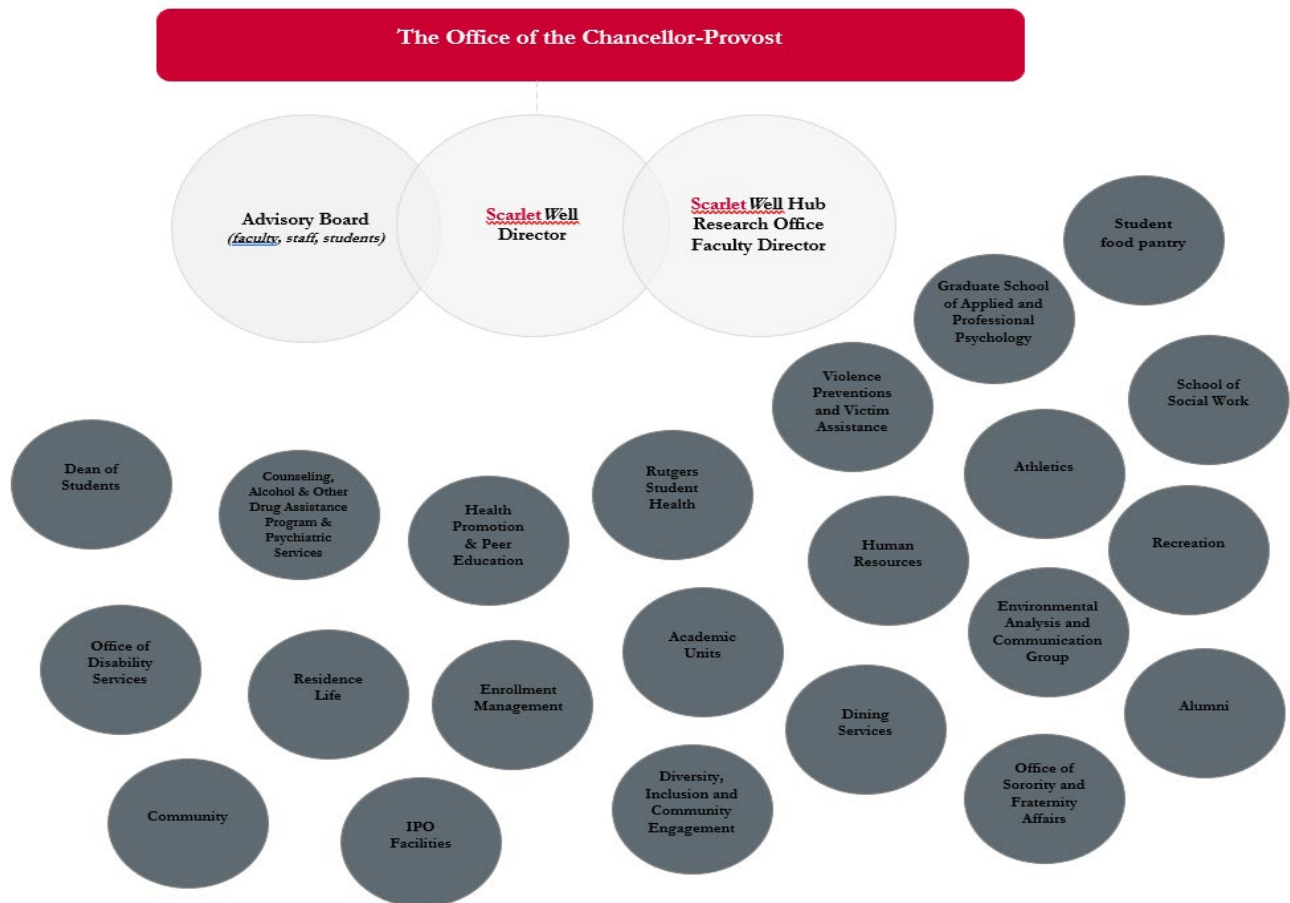 The Office of the Chancellor-Provost
Advisory Board
(faculty, staff, students)
Scarlet Well
Director
Scarlet Well Hub
Research Office
Faculty Director
Student
food pantry
Graduate School
of Applied and
Professional
Psychology
Violence
Preventions
and Victim
Assistance
School of
Social Work
Dean of
Students
Counseling,
Alcohol & Other
Drug Assistance
Program &
Psychiatric
Services
Health
Promotion
& Peer
Education
Rutgers
Student
Health
Athletics
Human
Resources
Recreation
Office of
Disability
Services
Residence
Life
Enrollment
Management
Academic
Units
Environmental
Analysis and
Communication
Group
Dining
Services
Alumni
Community
IPO
Facilities
Diversity,
Inclusion and
Community
Engagement
Office of
Sorority and
Fraternity
Affairs